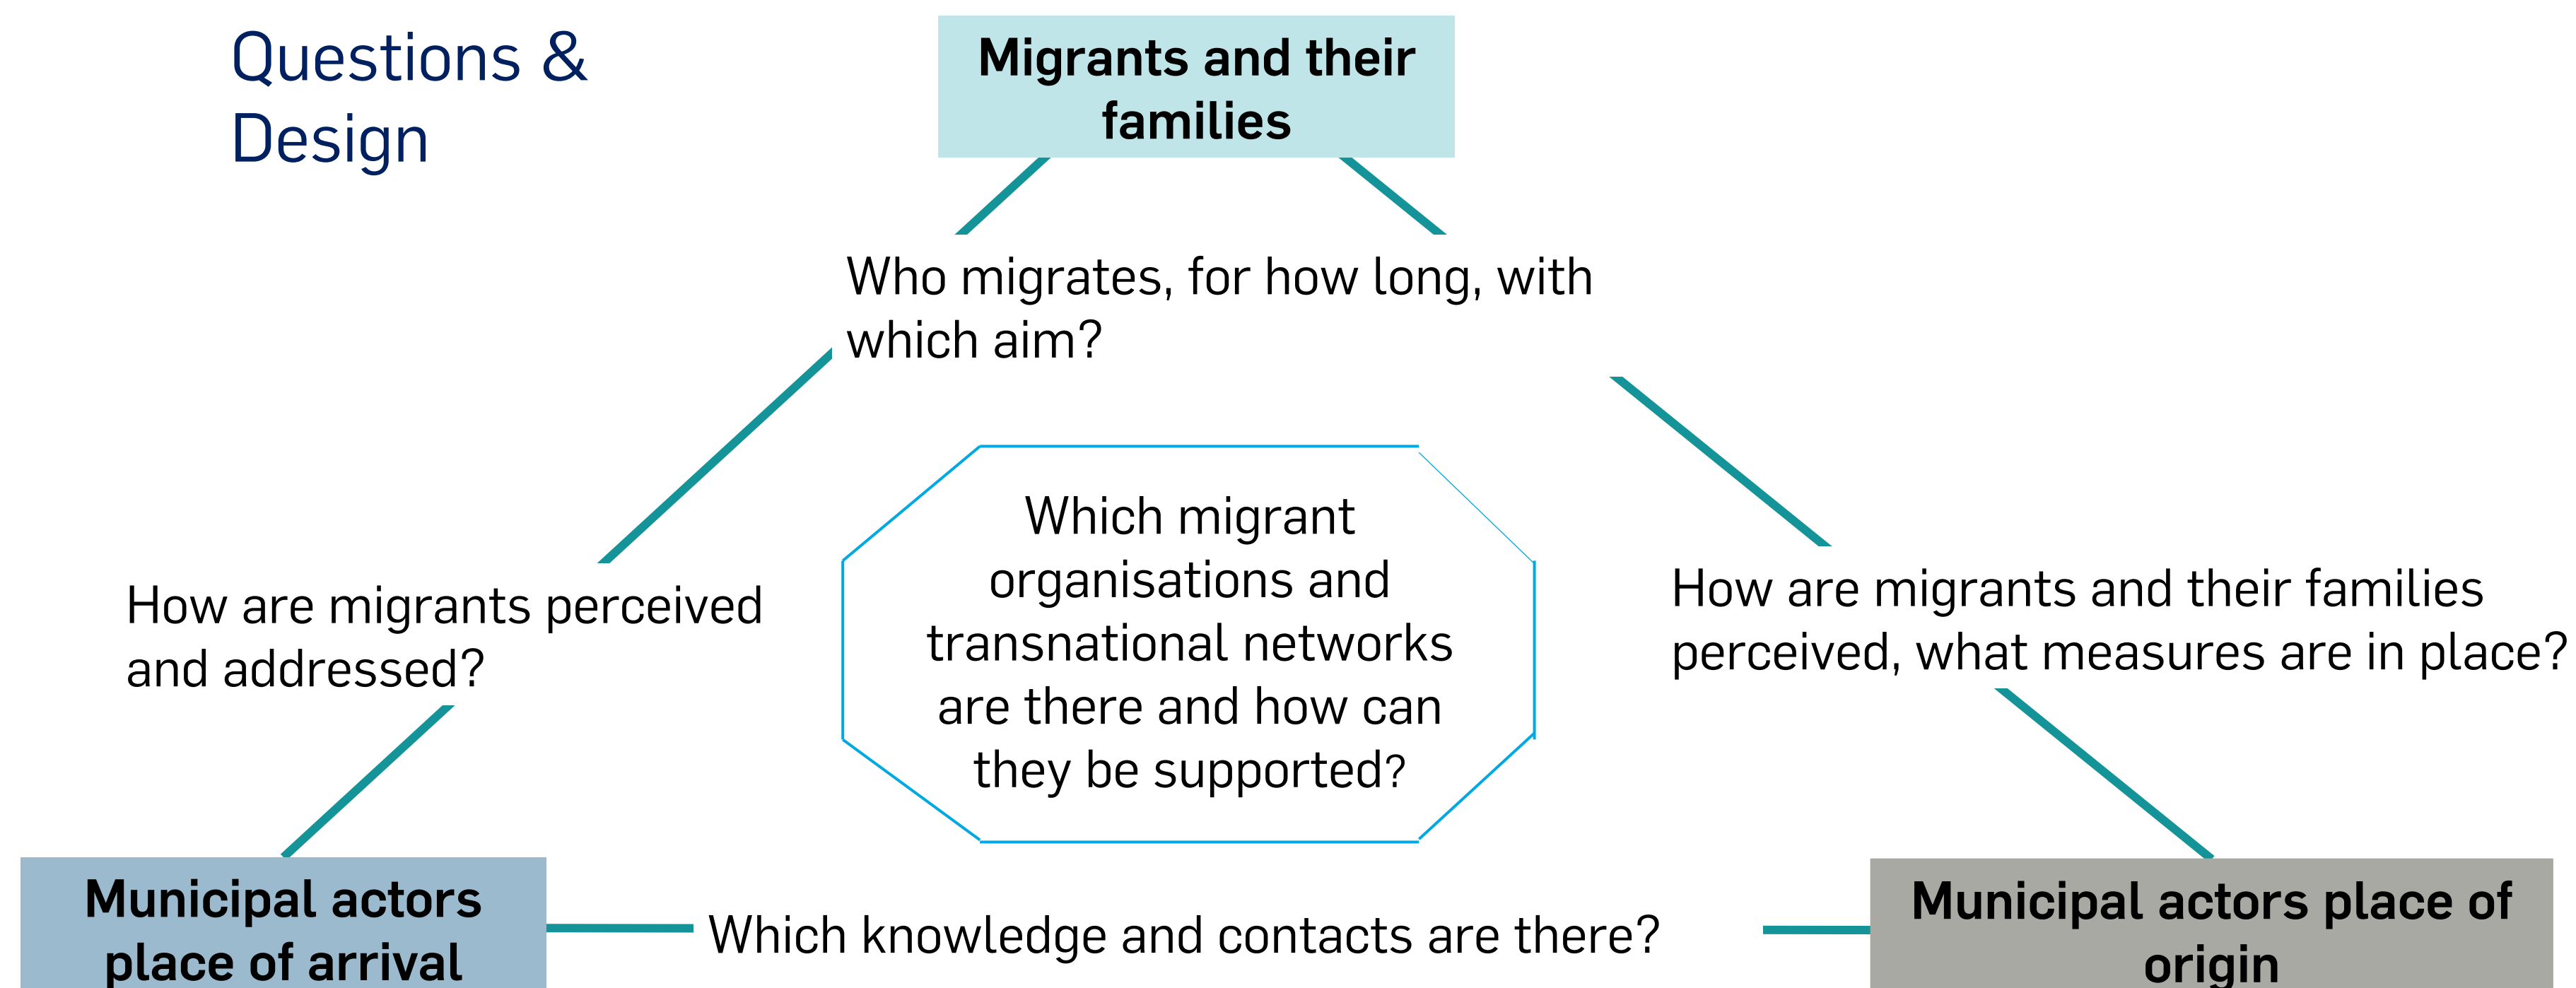 Questions &
Design
Migrants and their
families
Who migrates, for how long, with
which aim?
Which migrant
organisations and
transnational networks
are there and how can
they be supported?
How are migrants perceived
and addressed?
How are migrants and their families
perceived, what measures are in place?
Municipal actors
place of arrival
Which knowledge and contacts are there?
Municipal actors place of
origin